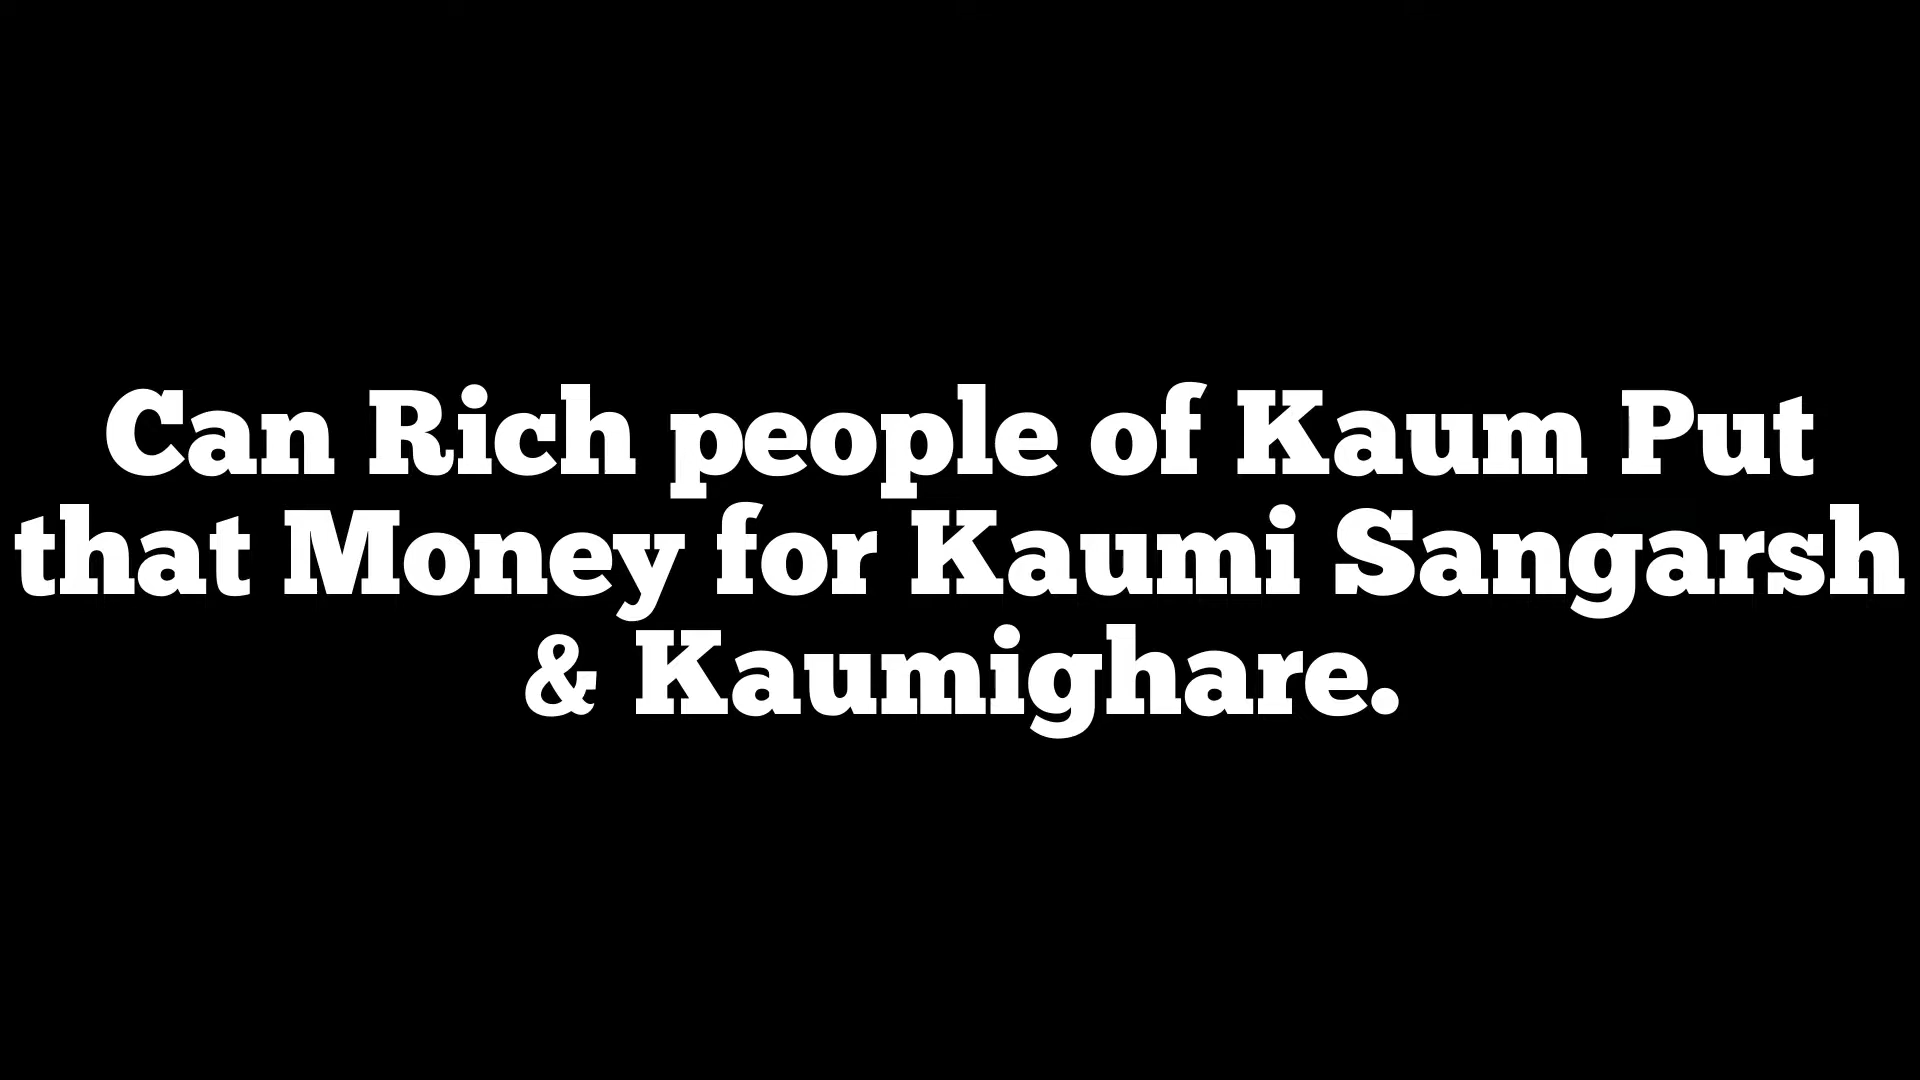 Can Rich people of Kaum Put
that Money for Kaumi Sangarsh
& Kaumighare.